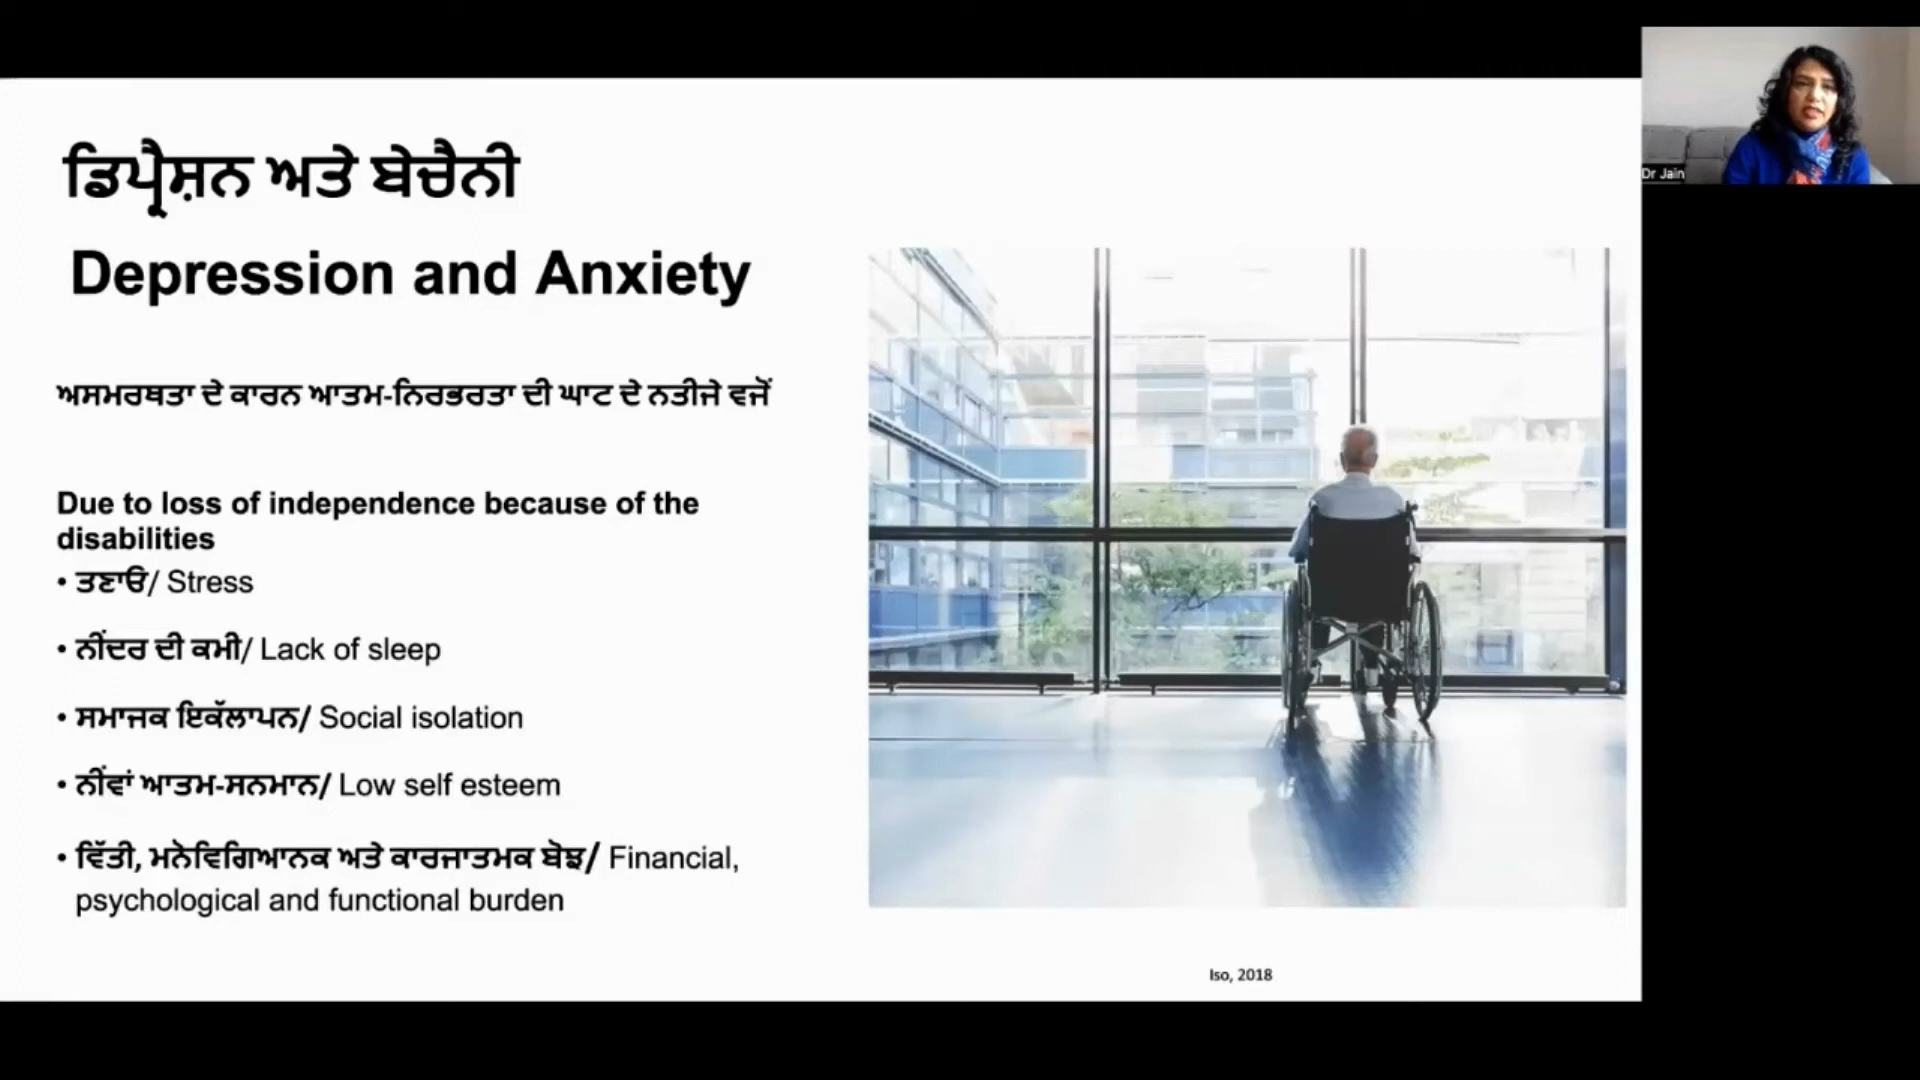 ਡਿਪ੍ਰੈਸ਼ਨ ਅਤੇ ਬੇਚੈਨੀ
Depression and Anxiety
ਅਸਮਰਥਤਾ ਦੇ ਕਾਰਨ ਆਤਮ-ਨਿਰਭਰਤਾ ਦੀ ਘਾਟ ਦੇ ਨਤੀਜੇ ਵਜੋਂ
Due to loss of independence because of the
disabilities
• ਤਣਾਓ/ Stress
• ਨੀਂਦਰ ਦੀ ਕਮੀ/ Lack of sleep
• ਸਮਾਜਕ ਇਕੱਲਾਪਨ/ Social isolation
• ਨੀਂਵਾਂ ਆਤਮ-ਸਨਮਾਨ/ Low self esteem
• ਵਿੱਤੀ, ਮਨੋਵਿਗਿਆਨਕ ਅਤੇ ਕਾਰਜਾਤਮਕ ਬੋਝ/ Financial,
psychological and functional burden
Iso, 2018
Dr Jain